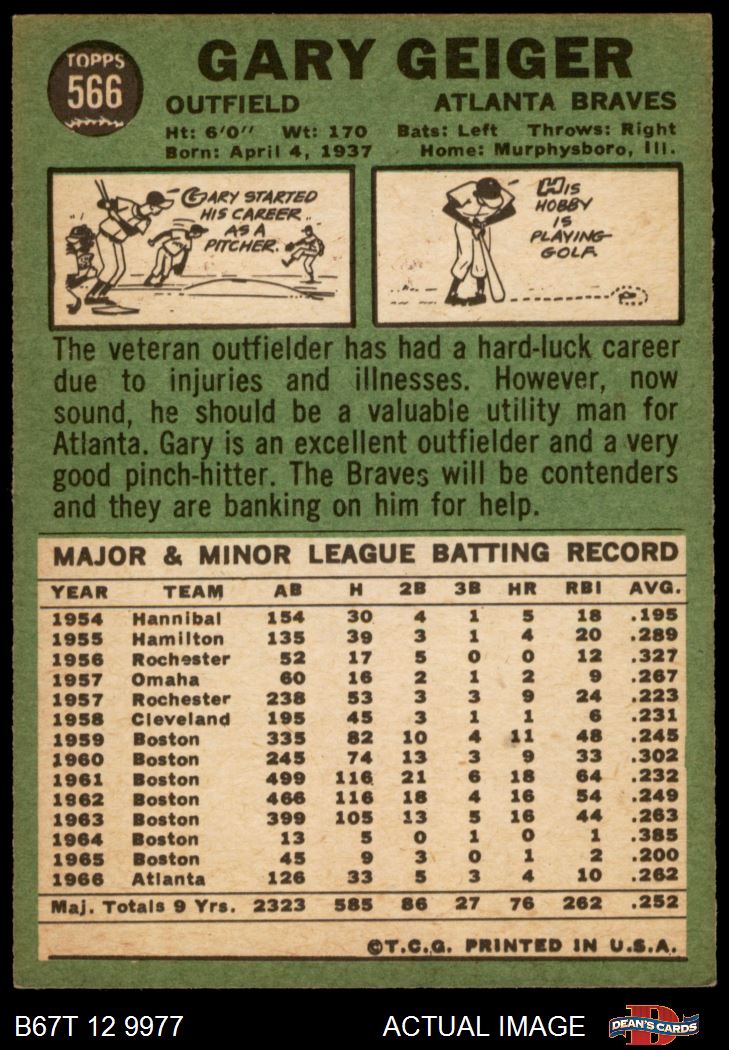 TOPPS
566
GARY GEIGER
OUTFIELD ATLANTA BRAVES
Ht: 6'0" Wt: 170 Bats: Left Throws: Right
Born: April 4, 1937 Home: Murphysboro, Ill.
GARY STARTED
HIS CAREER
AS A
PITCHER.
HIS
HOBBY
IS
PLAYING
GOLF.
The veteran outfielder has had a hard-luck career
due to injuries and illnesses. However, now
sound, he should be a valuable utility man for
Atlanta. Gary is an excellent outfielder and a very
good pinch-hitter. The Braves will be contenders
and they are banking on him for help.
MAJOR & MINOR LEAGUE BATTING RECORD
YEAR TEAM AB H 2B 3B HR RBI AVG.
1954 Hannibal 154 30 4 1 5 18 .195
1955 Hamilton 135 39 3 1 4 20 .289
1956 Rochester 52 17 5 0 0 12 .327
1957 Omaha 60 16 2 1 2 9 .267
1957 Rochester 238 53 3 3 9 24 .223
1958 Cleveland 195 45 3 1 1 6 .231
1959 Boston 335 82 10 4 11 48 .245
1960 Boston 245 74 13 3 9 33 .302
1961 Boston 499 116 21 6 18 64 .232
1962 Boston 466 116 18 4 16 54 .249
1963 Boston 399 105 13 5 16 44 .263
1964 Boston 13 5 0 1 0 1 .385
1965 Boston 45 9 3 0 1 2 .200
1966 Atlanta 126 33 5 3 4 10 .262
Maj. Totals 9 Yrs. 2323 585 86 27 76 262 .252
©T.C.G. PRINTED IN U.S.A.
B67T 12 9977 ACTUAL IMAGE DEAN'S CARDS